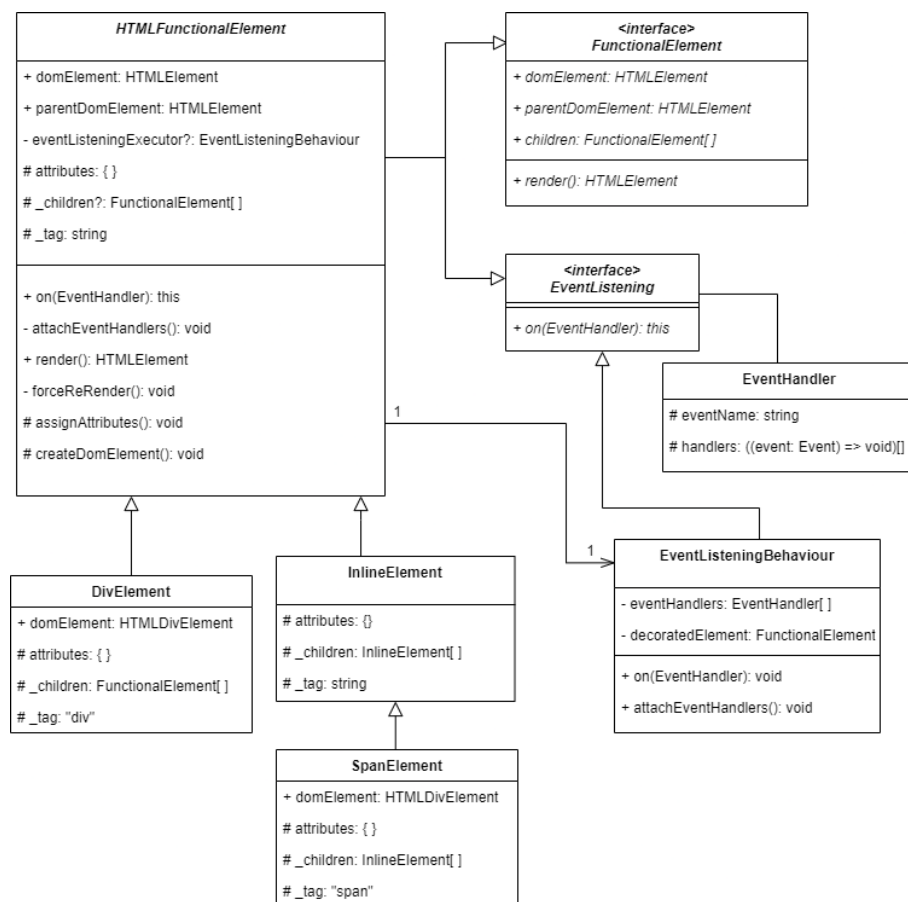 HTMLFunctionalElement
+ domElement: HTMLElement
+ parentDomElement: HTMLElement
- eventListeningExecutor?: EventListeningBehaviour
# attributes: { }
# _children?: FunctionalElement[ ]
# _tag: string
+ on(EventHandler): this
- attachEventHandlers(): void
+ render(): HTMLElement
- forceReRender(): void
# assignAttributes(): void
# createDomElement(): void
<interface>
FunctionalElement
+ domElement: HTMLElement
+ parentDomElement: HTMLElement
+ children: FunctionalElement[ ]
+ render(): HTMLElement
<interface>
EventListening
+ on(EventHandler): this
EventHandler
# eventName: string
# handlers: ((event: Event) => void)[]
1
1
EventListeningBehaviour
- eventHandlers: EventHandler[ ]
- decoratedElement: FunctionalElement
+ on(EventHandler): void
+ attachEventHandlers(): void
DivElement
+ domElement: HTMLDivElement
# attributes: { }
# _children: FunctionalElement[ ]
# _tag: "div"
InlineElement
# attributes: {}
# _children: InlineElement[ ]
# _tag: string
SpanElement
+ domElement: HTMLDivElement
# attributes: { }
# _children: InlineElement[ ]
# _tag: "span"